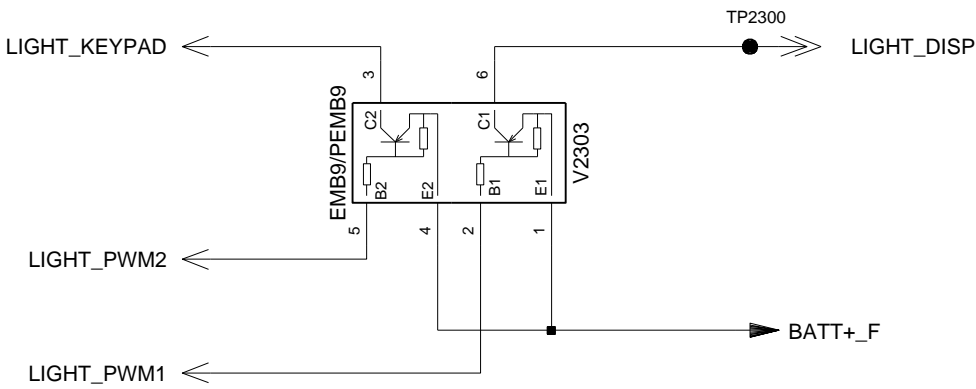 TP2300
LIGHT_KEYPAD
LIGHT_DISP
3
6
EMB9/PEMB9
C2
C1
V2303
B2
E2
B1
E1
5
4
2
1
LIGHT_PWM2
BATT+_F
LIGHT_PWM1